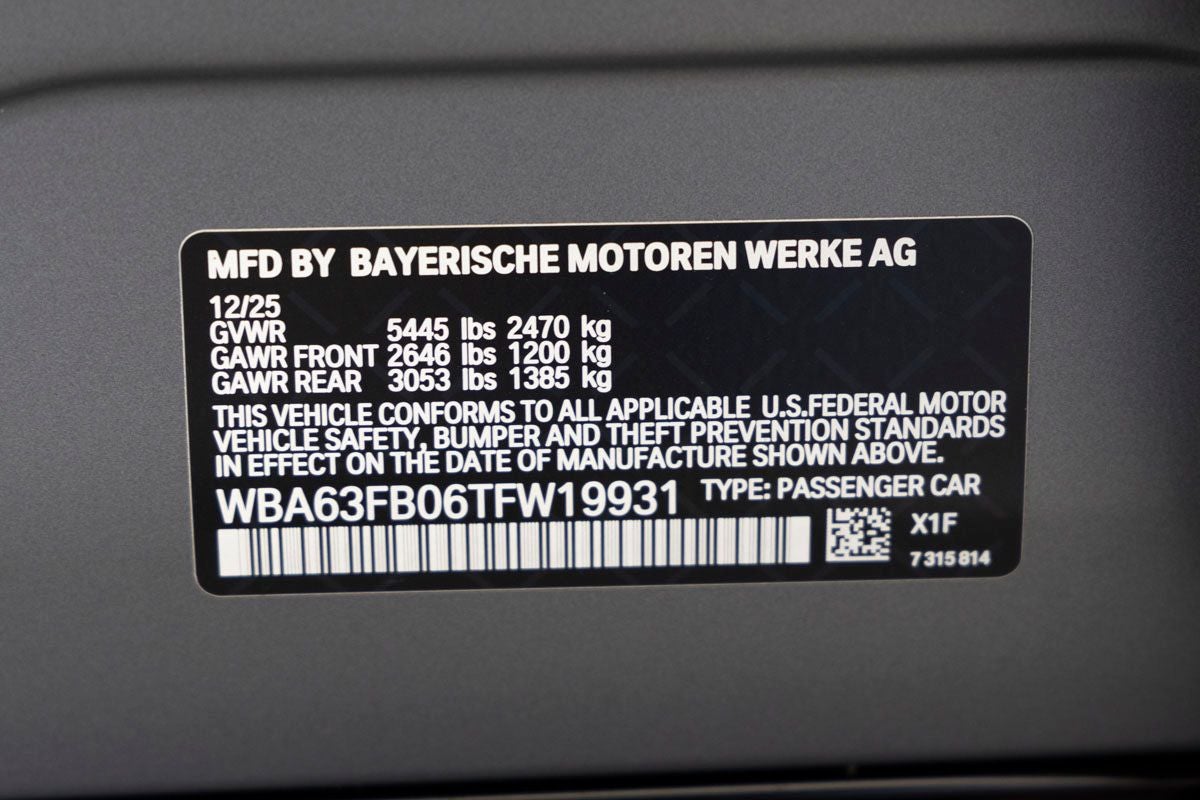 MFD BY BAYERISCHE MOTOREN WERKE AG
12/25
GVWR 5445 lbs 2470 kg
GAWR FRONT 2646 lbs 1200 kg
GAWR REAR 3053 lbs 1385 kg
THIS VEHICLE CONFORMS TO ALL APPLICABLE U.S.FEDERAL MOTOR
VEHICLE SAFETY, BUMPER AND THEFT PREVENTION STANDARDS
IN EFFECT ON THE DATE OF MANUFACTURE SHOWN ABOVE.
WBA63FB06TFW19931 TYPE: PASSENGER CAR
X1F
7 315 814